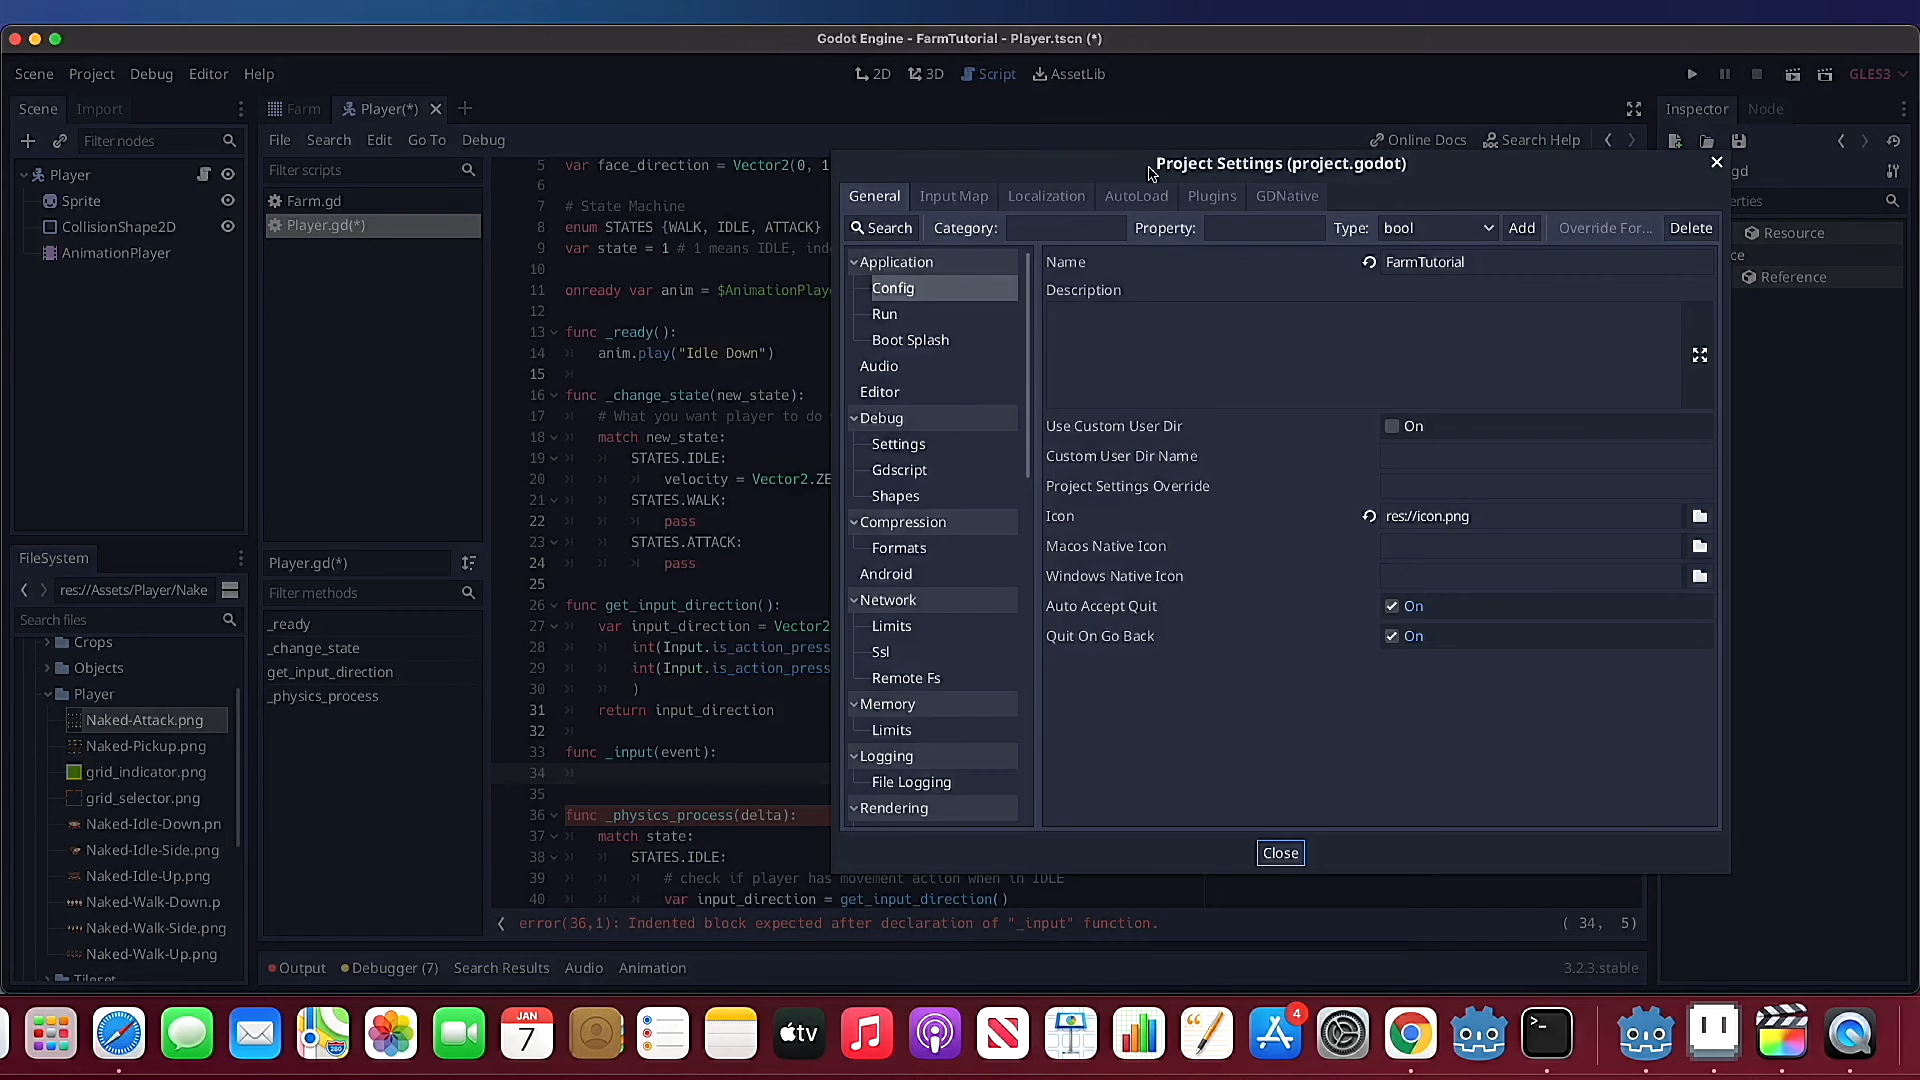 Godot Engine - FarmTutorial - Player.tscn (*)
Scene Project Debug Editor Help
2D 3D Script AssetLib
GLES3
Scene Import
Farm Player(*)
Inspector Node
Filter nodes
File Search Edit Go To Debug
Online Docs Search Help
Player
Sprite
CollisionShape2D
AnimationPlayer
Filter scripts
Farm.gd
Player.gd(*)
5 var face_direction = Vector2(0, 1
6
7 # State Machine
8 enum STATES {WALK, IDLE, ATTACK}
9 var state = 1 # 1 means IDLE, ind
10
11 onready var anim = $AnimationPlaye
12
13 func _ready():
14 anim.play("Idle Down")
15
16 func _change_state(new_state):
17 # What you want player to do
18 match new_state:
19 STATES.IDLE:
20 velocity = Vector2.ZE
21 STATES.WALK:
22 pass
23 STATES.ATTACK:
24 pass
25
26 func get_input_direction():
27 var input_direction = Vector2
28 int(Input.is_action_press
29 int(Input.is_action_press
30 )
31 return input_direction
32
33 func _input(event):
34
35
36 func _physics_process(delta):
37 match state:
38 STATES.IDLE:
39 # check if player has movement action when in IDLE
40 var input_direction = get_input_direction()
error(36,1): Indented block expected after declaration of "_input" function.
( 34, 5)
Project Settings (project.godot)
General Input Map Localization AutoLoad Plugins GDNative
Search Category: Property: Type: bool Add Override For... Delete
Application
Config
Run
Boot Splash
Audio
Editor
Debug
Settings
Gdscript
Shapes
Compression
Formats
Android
Network
Limits
Ssl
Remote Fs
Memory
Limits
Logging
File Logging
Rendering
Name FarmTutorial
Description
Use Custom User Dir On
Custom User Dir Name
Project Settings Override
Icon res://icon.png
Macos Native Icon
Windows Native Icon
Auto Accept Quit On
Quit On Go Back On
Close
gd
erties
Resource
ce
Reference
FileSystem
res://Assets/Player/Nake
Search files
Crops
Objects
Player
Naked-Attack.png
Naked-Pickup.png
grid_indicator.png
grid_selector.png
Naked-Idle-Down.pn
Naked-Idle-Side.png
Naked-Idle-Up.png
Naked-Walk-Down.p
Naked-Walk-Side.png
Naked-Walk-Up.png
Tileset
Player.gd(*)
Filter methods
_ready
_change_state
get_input_direction
_physics_process
Output Debugger (7) Search Results Audio Animation
3.2.3.stable
JAN
7
tv
4